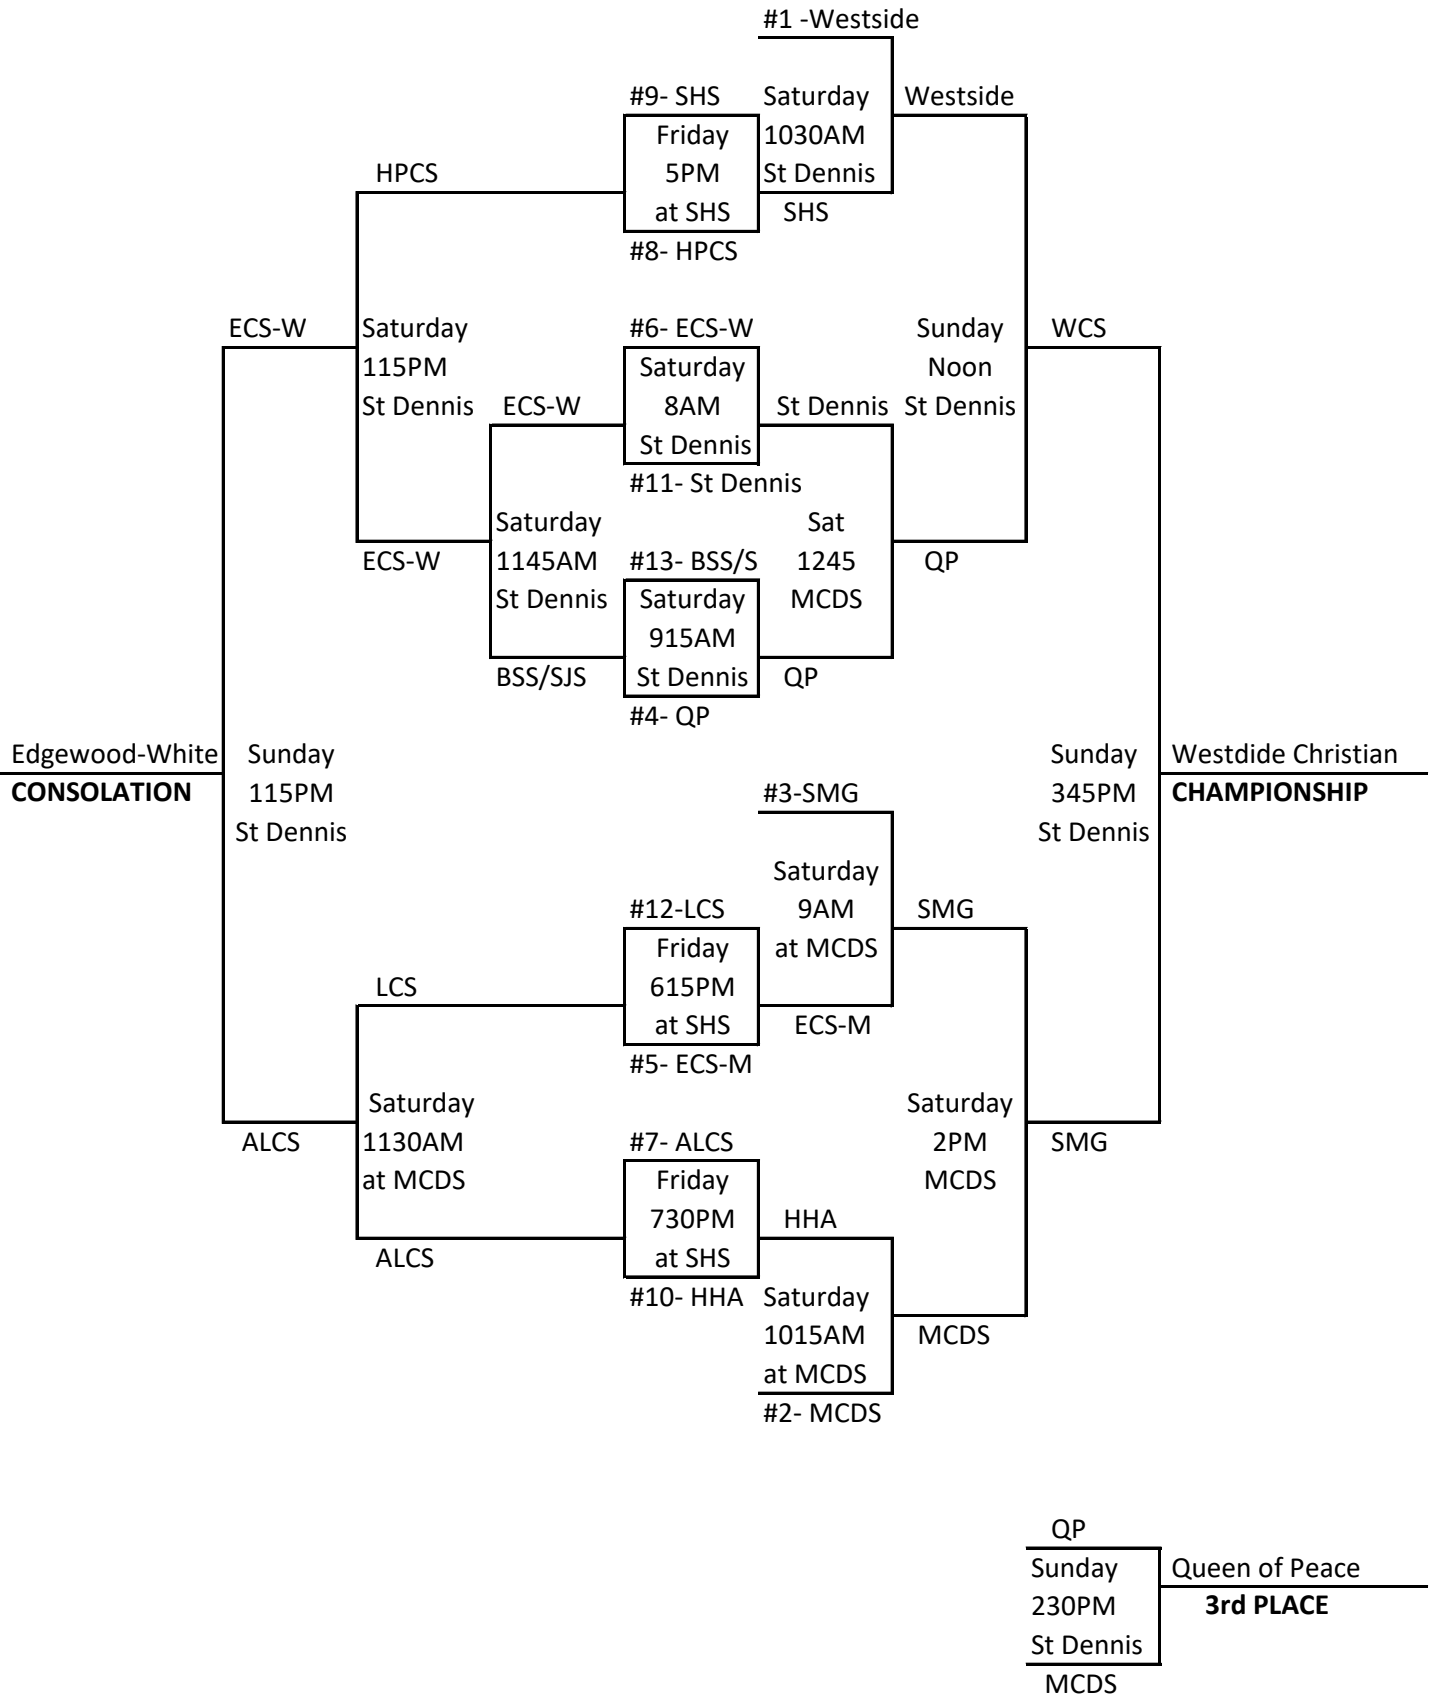 #1 -Westside
#9- SHS Saturday Westside
Friday 1030AM
HPCS 5PM St Dennis
at SHS SHS
#8- HPCS
ECS-W Saturday #6- ECS-W Sunday WCS
115PM Saturday Noon
St Dennis ECS-W 8AM St Dennis St Dennis
St Dennis
#11- St Dennis
Saturday Sat
ECS-W 1145AM #13- BSS/S 1245 QP
St Dennis Saturday MCDS
915AM
BSS/SJS St Dennis QP
#4- QP
Edgewood-White Sunday Sunday Westdide Christian
CONSOLATION 115PM #3-SMG 345PM CHAMPIONSHIP
St Dennis St Dennis
Saturday
#12-LCS 9AM SMG
Friday at MCDS
LCS 615PM
at SHS ECS-M
#5- ECS-M
Saturday Saturday
ALCS 1130AM #7- ALCS 2PM SMG
at MCDS Friday MCDS
730PM HHA
ALCS at SHS
#10- HHA Saturday
1015AM MCDS
at MCDS
#2- MCDS
QP
Sunday Queen of Peace
230PM 3rd PLACE
St Dennis
MCDS